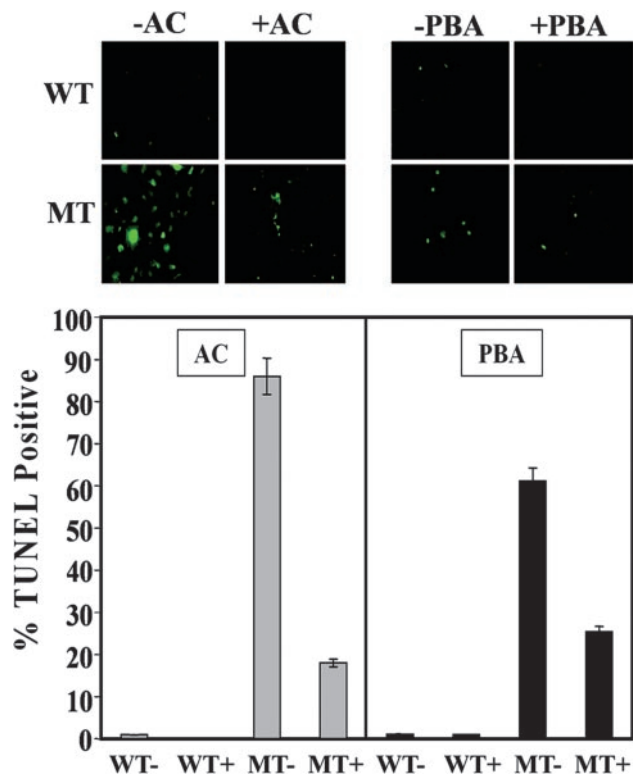 -AC +AC -PBA +PBA
WT
MT
100
90
80
70
60
50
40
30
20
10
0
% TUNEL Positive
AC PBA
WT- WT+ MT- MT+ WT- WT+ MT- MT+